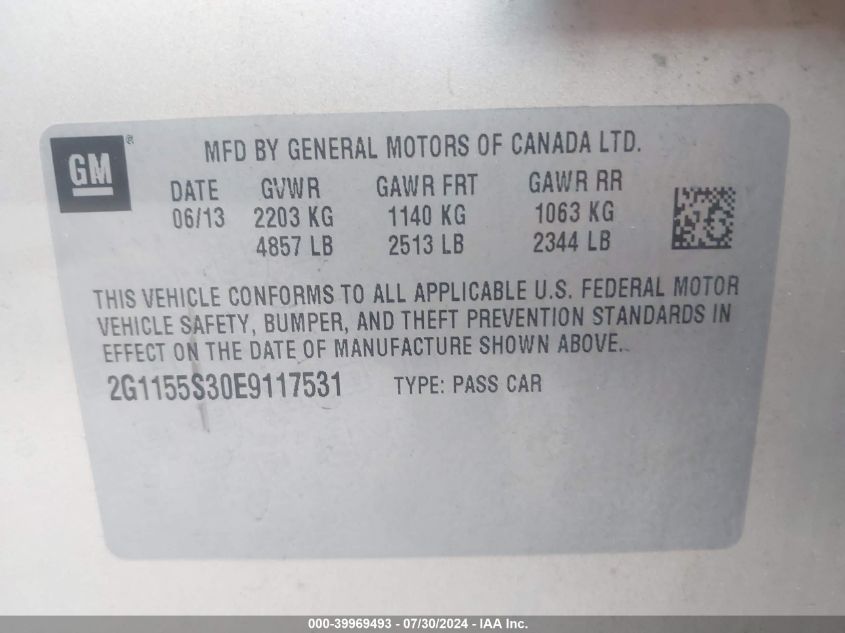 GM
MFD BY GENERAL MOTORS OF CANADA LTD.
DATE GVWR GAWR FRT GAWR RR
06/13 2203 KG 1140 KG 1063 KG
4857 LB 2513 LB 2344 LB
THIS VEHICLE CONFORMS TO ALL APPLICABLE U.S. FEDERAL MOTOR
VEHICLE SAFETY, BUMPER, AND THEFT PREVENTION STANDARDS IN
EFFECT ON THE DATE OF MANUFACTURE SHOWN ABOVE.
2G1155S30E9117531 TYPE: PASS CAR
000-39969493 - 07/30/2024 - IAA Inc.